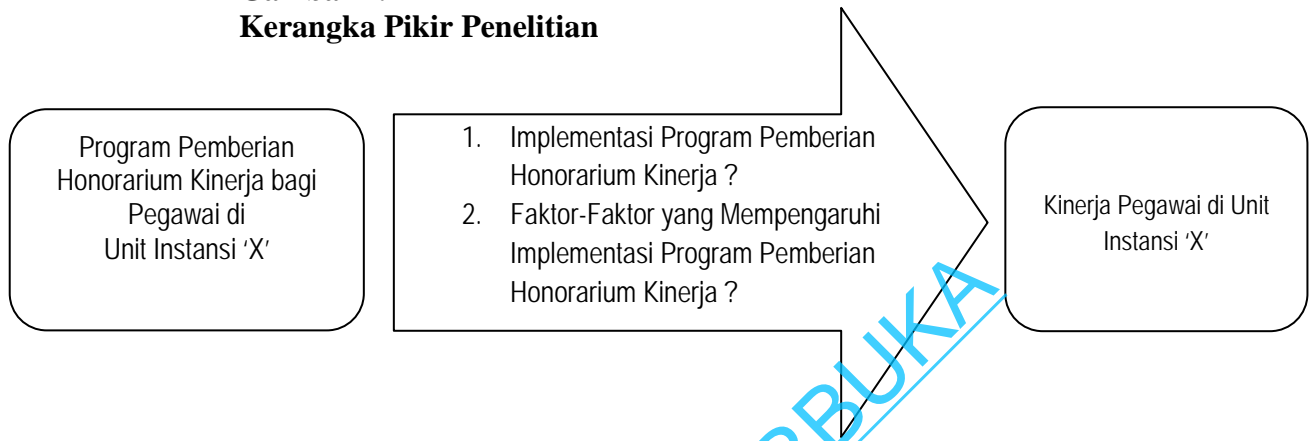 Kerangka Pikir Penelitian
Program Pemberian
Honorarium Kinerja bagi
Pegawai di
Unit Instansi ‘X’
1. Implementasi Program Pemberian
Honorarium Kinerja ?
2. Faktor-Faktor yang Mempengaruhi
Implementasi Program Pemberian
Honorarium Kinerja ?
Kinerja Pegawai di Unit
Instansi ‘X’